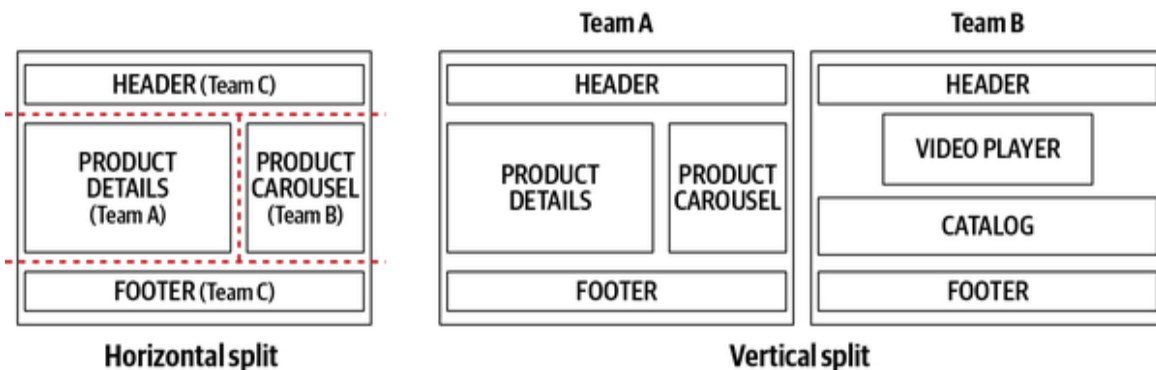 Team A
Team B
HEADER (Team C)
PRODUCT
DETAILS
(Team A)
PRODUCT
CAROUSEL
(Team B)
FOOTER (Team C)
Horizontal split
HEADER
PRODUCT
DETAILS
PRODUCT
CAROUSEL
FOOTER
HEADER
VIDEO PLAYER
CATALOG
FOOTER
Vertical split